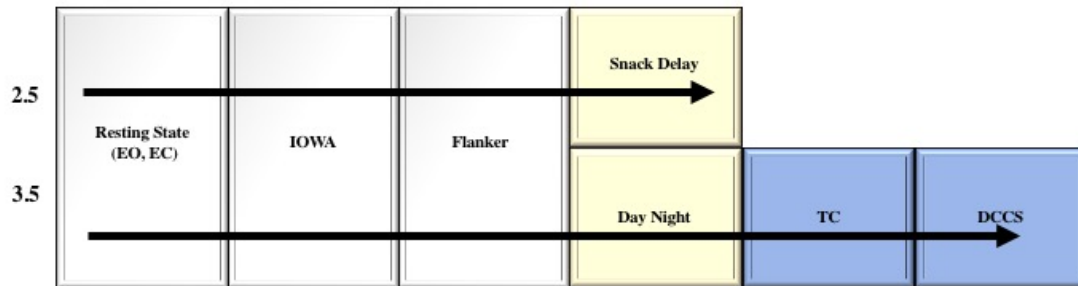 Snack Delay
2.5
Resting State
(EO, EC)
IOWA
Flanker
3.5
Day Night
TC
DCCS